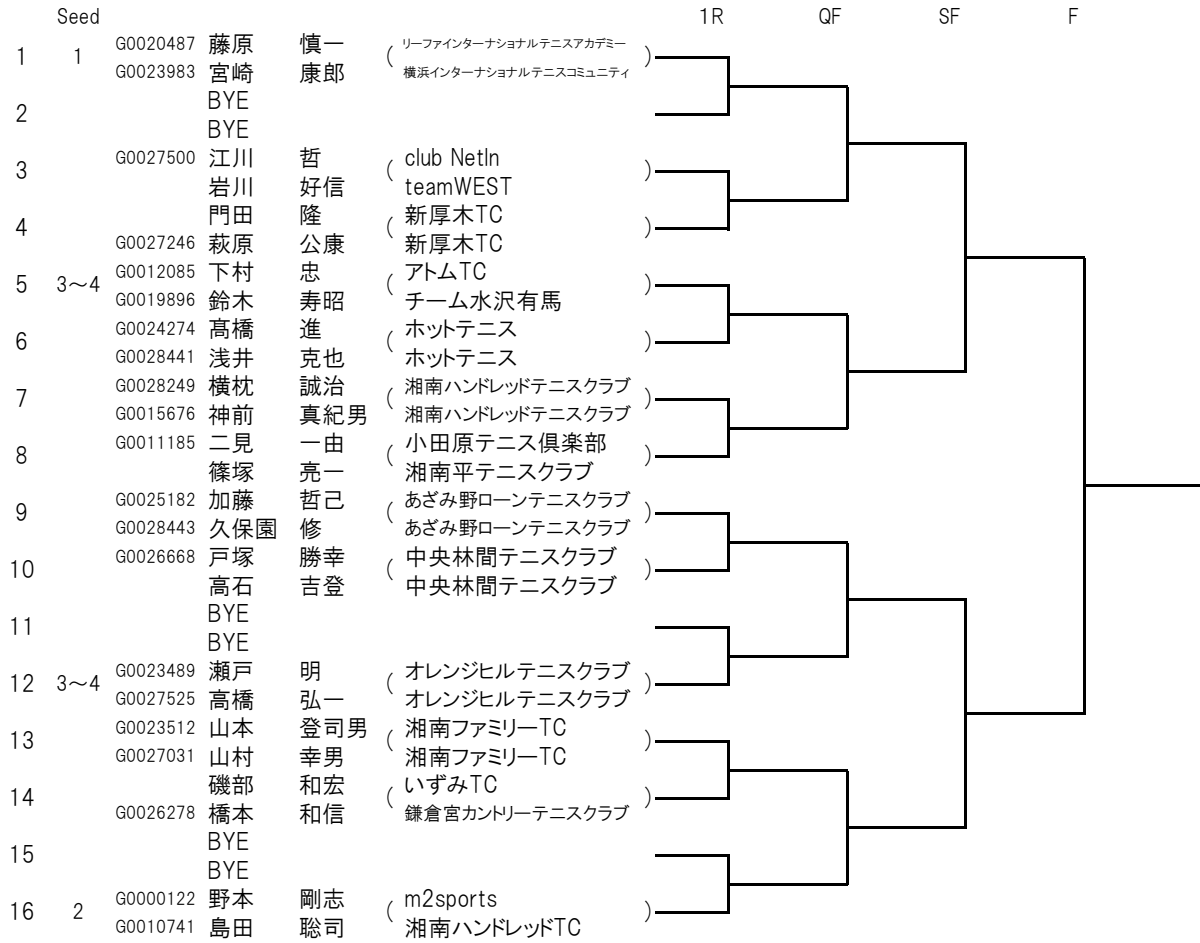 Seed 1R QF SF F
G0020487 藤原 慎一 リーファインターナショナルテニスアカデミー
1 1 ( )
G0023983 宮崎 康郎 横浜インターナショナルテニスコミュニティ
BYE
2
BYE
G0027500 江川 哲 club NetIn
3 ( )
岩川 好信 teamWEST
門田 隆 新厚木TC
4 ( )
G0027246 萩原 公康 新厚木TC
G0012085 下村 忠 アトムTC
5 3～4 ( )
G0019896 鈴木 寿昭 チーム水沢有馬
G0024274 髙橋 進 ホットテニス
6 ( )
G0028441 浅井 克也 ホットテニス
G0028249 横枕 誠治 湘南ハンドレッドテニスクラブ
7 ( )
G0015676 神前 真紀男 湘南ハンドレッドテニスクラブ
G0011185 二見 一由 小田原テニス倶楽部
8 ( )
篠塚 亮一 湘南平テニスクラブ
G0025182 加藤 哲己 あざみ野ローンテニスクラブ
9 ( )
G0028443 久保園 修 あざみ野ローンテニスクラブ
G0026668 戸塚 勝幸 中央林間テニスクラブ
10 ( )
高石 吉登 中央林間テニスクラブ
BYE
11
BYE
G0023489 瀬戸 明 オレンジヒルテニスクラブ
12 3～4 ( )
G0027525 高橋 弘一 オレンジヒルテニスクラブ
G0023512 山本 登司男 湘南ファミリーTC
13 ( )
G0027031 山村 幸男 湘南ファミリーTC
磯部 和宏 いずみTC
14 ( )
G0026278 橋本 和信 鎌倉宮カントリーテニスクラブ
BYE
15
BYE
G0000122 野本 剛志 m2sports
16 2 ( )
G0010741 島田 聡司 湘南ハンドレッドTC